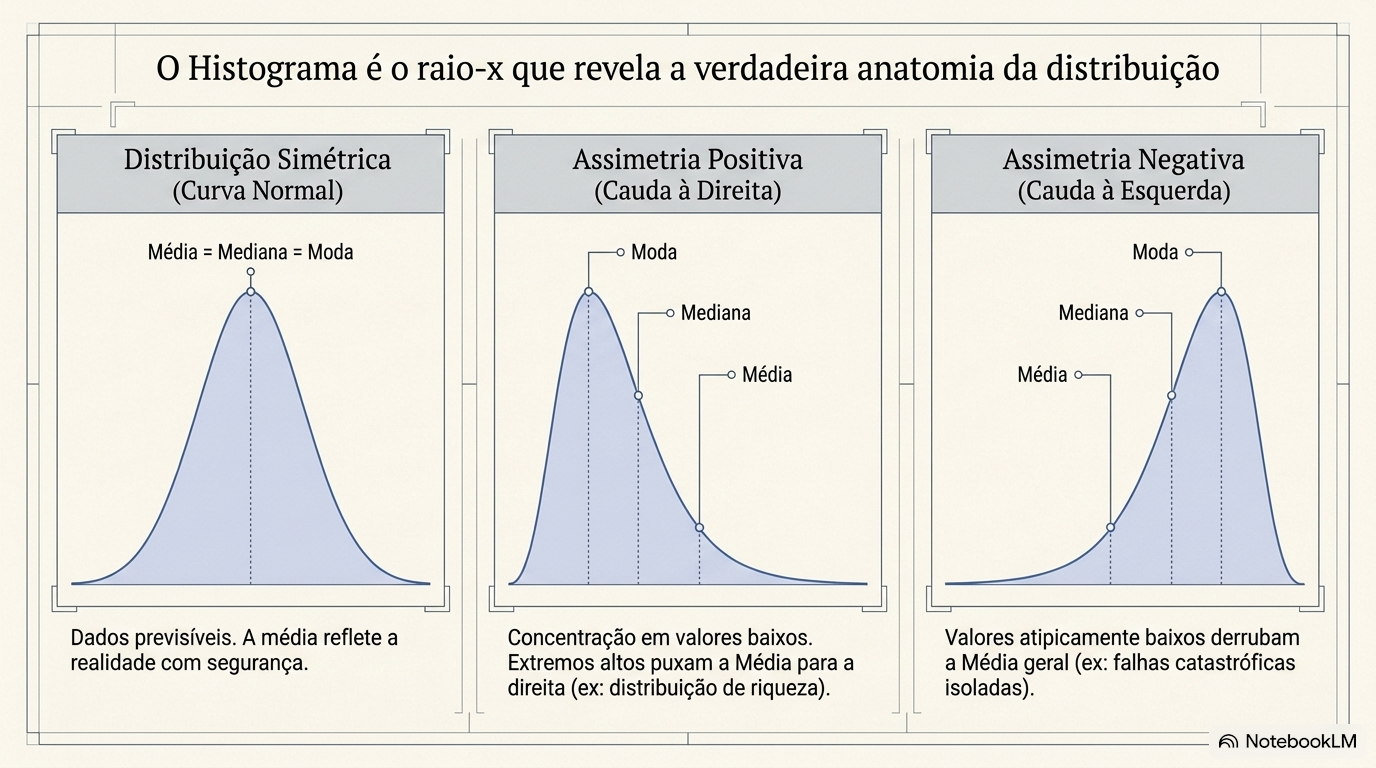 O Histograma é o raio-x que revela a verdadeira anatomia da distribuição
Distribuição Simétrica
(Curva Normal)
Média = Mediana = Moda
Dados previsíveis. A média reflete a
realidade com segurança.
Assimetria Positiva
(Cauda à Direita)
Moda
Mediana
Média
Concentração em valores baixos.
Extremos altos puxam a Média para a
direita (ex: distribuição de riqueza).
Assimetria Negativa
(Cauda à Esquerda)
Moda
Mediana
Média
Valores atipicamente baixos derrubam
a Média geral (ex: falhas catastróficas
isoladas).
NotebookLM